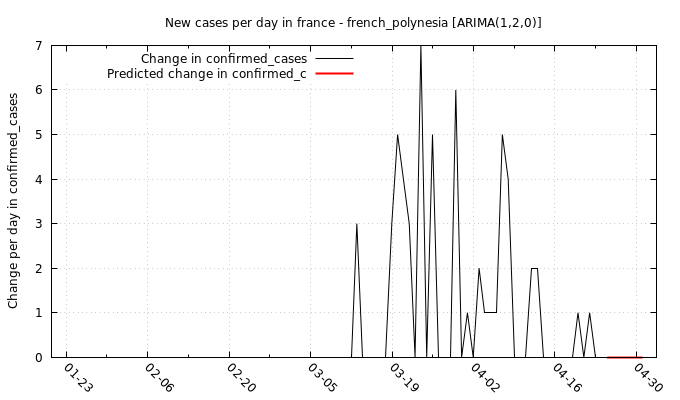 New cases per day in france - french_polynesia [ARIMA(1,2,0)]
Change in confirmed_cases
Predicted change in confirmed_c
Change per day in confirmed_cases
7
6
5
4
3
2
1
0
01-23 02-06 02-20 03-05 03-19 04-02 04-16 04-30